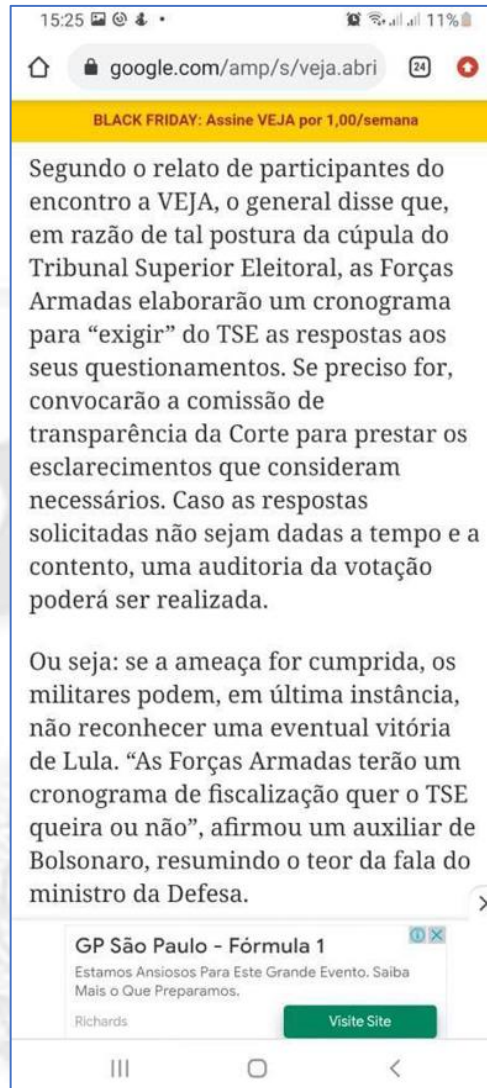 15:25
11%
google.com/amp/s/veja.abri
24
BLACK FRIDAY: Assine VEJA por 1,00/semana
Segundo o relato de participantes do
encontro a VEJA, o general disse que,
em razão de tal postura da cúpula do
Tribunal Superior Eleitoral, as Forças
Armadas elaborarão um cronograma
para “exigir” do TSE as respostas aos
seus questionamentos. Se preciso for,
convocarão a comissão de
transparência da Corte para prestar os
esclarecimentos que consideram
necessários. Caso as respostas
solicitadas não sejam dadas a tempo e a
contento, uma auditoria da votação
poderá ser realizada.
Ou seja: se a ameaça for cumprida, os
militares podem, em última instância,
não reconhecer uma eventual vitória
de Lula. “As Forças Armadas terão um
cronograma de fiscalização quer o TSE
queira ou não”, afirmou um auxiliar de
Bolsonaro, resumindo o teor da fala do
ministro da Defesa.
GP São Paulo - Fórmula 1
Estamos Ansiosos Para Este Grande Evento. Saiba
Mais o Que Preparamos.
Richards
Visite Site